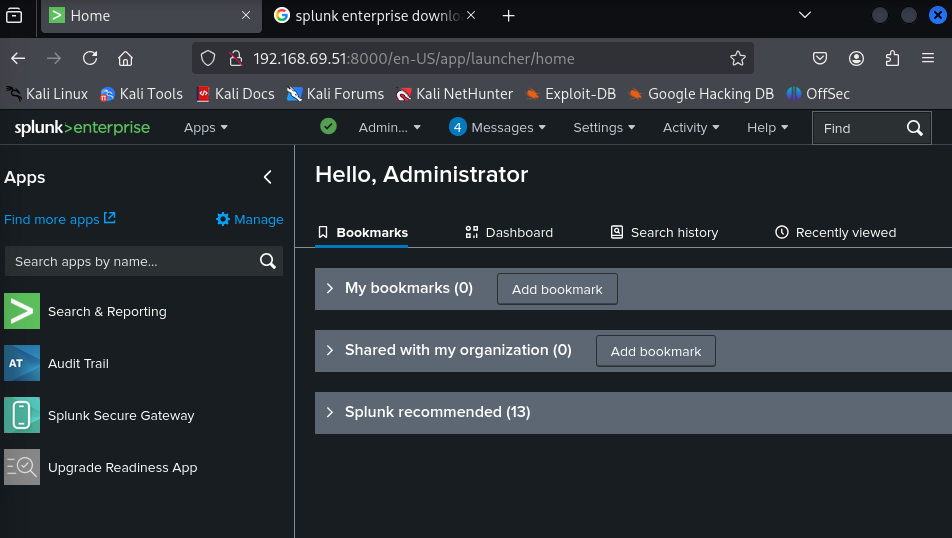 Home
splunk enterprise downlo
192.168.69.51:8000/en-US/app/launcher/home
Kali Linux Kali Tools Kali Docs Kali Forums Kali NetHunter Exploit-DB Google Hacking DB OffSec
splunk>enterprise Apps Admin... 4 Messages Settings Activity Help Find
Apps
Find more apps Manage
Search apps by name...
Search & Reporting
AT Audit Trail
Splunk Secure Gateway
Upgrade Readiness App
Hello, Administrator
Bookmarks Dashboard Search history Recently viewed
My bookmarks (0) Add bookmark
Shared with my organization (0) Add bookmark
Splunk recommended (13)